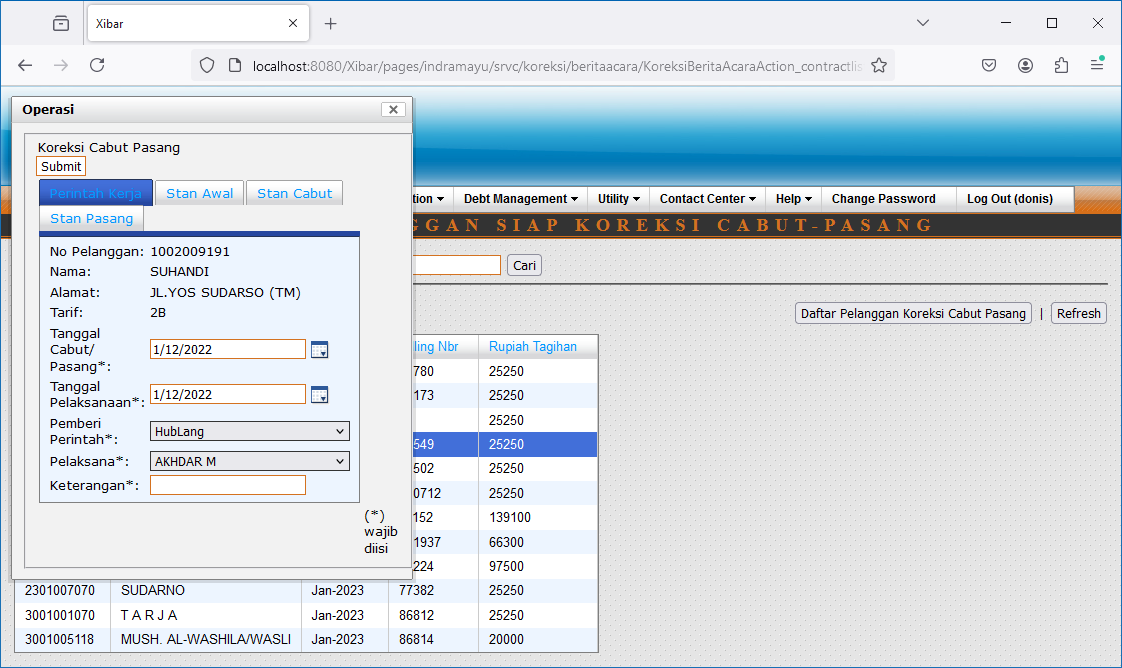 Xibar
localhost:8080/Xibar/pages/indramayu/srvc/koreksi/beritaacara/KoreksiBeritaAcaraAction_contractlis
Operasi
Koreksi Cabut Pasang
Submit
Perintah Kerja Stan Awal Stan Cabut
Stan Pasang
No Pelanggan: 1002009191
Nama: SUHANDI
Alamat: JL.YOS SUDARSO (TM)
Tarif: 2B
Tanggal
Cabut/
Pasang*: 1/12/2022
Tanggal
Pelaksanaan*: 1/12/2022
Pemberi
Perintah*: HubLang
Pelaksana*: AKHDAR M
Keterangan*:
(*)
wajib
diisi
tion Debt Management Utility Contact Center Help Change Password Log Out (donis)
GGAN SIAP KOREKSI CABUT-PASANG
Cari
Daftar Pelanggan Koreksi Cabut Pasang | Refresh
ling Nbr Rupiah Tagihan
780 25250
173 25250
25250
549 25250
502 25250
0712 25250
152 139100
1937 66300
224 97500
2301007070 SUDARNO Jan-2023 77382 25250
3001001070 T A R J A Jan-2023 86812 25250
3001005118 MUSH. AL-WASHILA/WASLI Jan-2023 86814 20000